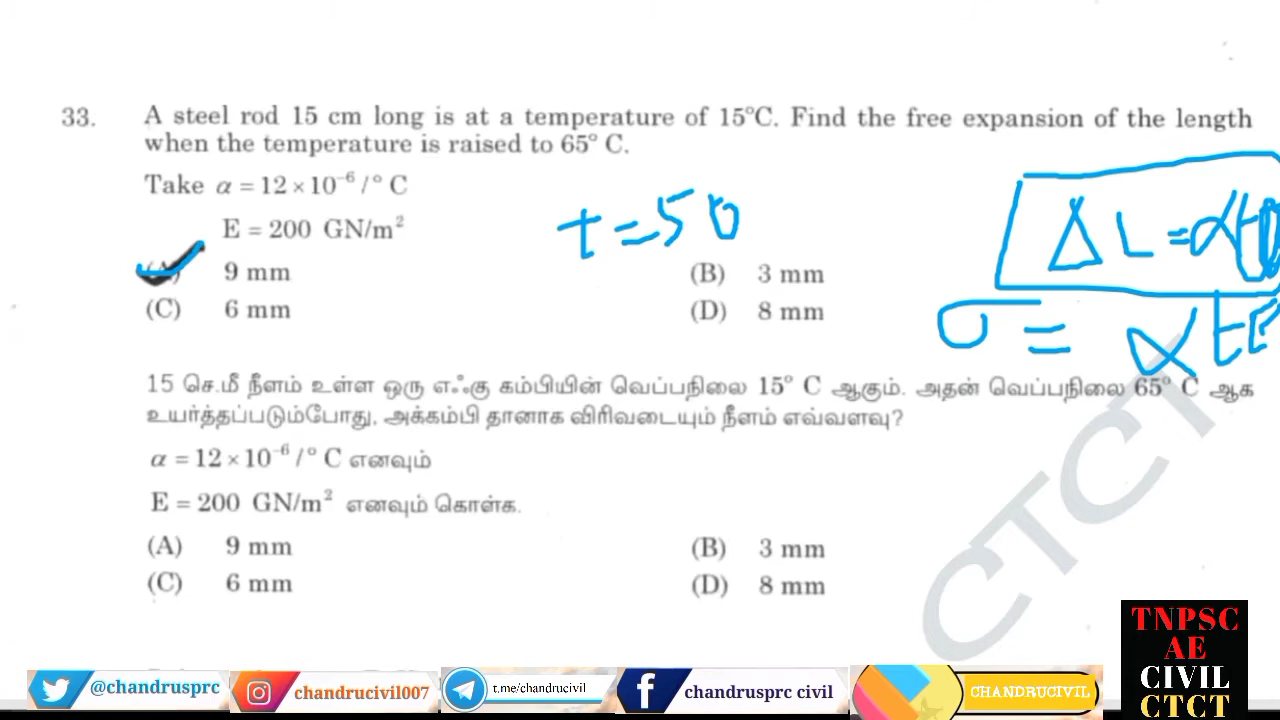 33. A steel rod 15 cm long is at a temperature of 15°C. Find the free expansion of the length
when the temperature is raised to 65° C.
Take α = 12 × 10⁻⁶ /° C
E = 200 GN/m²
t = 50
ΔL = αt
σ = αtE
(A) 9 mm (B) 3 mm
(C) 6 mm (D) 8 mm
15 செ.மீ நீளம் உள்ள ஒரு எஃகு கம்பியின் வெப்பநிலை 15° C ஆகும். அதன் வெப்பநிலை 65° C ஆக
உயர்த்தப்படும்போது, அக்கம்பி தானாக விரிவடையும் நீளம் எவ்வளவு?
α = 12 × 10⁻⁶ /° C எனவும்
E = 200 GN/m² எனவும் கொள்க.
(A) 9 mm (B) 3 mm
(C) 6 mm (D) 8 mm
CTCT
TNPSC
AE
CIVIL
CTCT
@chandrusprc chandrucivil007 t.me/chandrucivil chandrusprc civil CHANDRUCIVIL